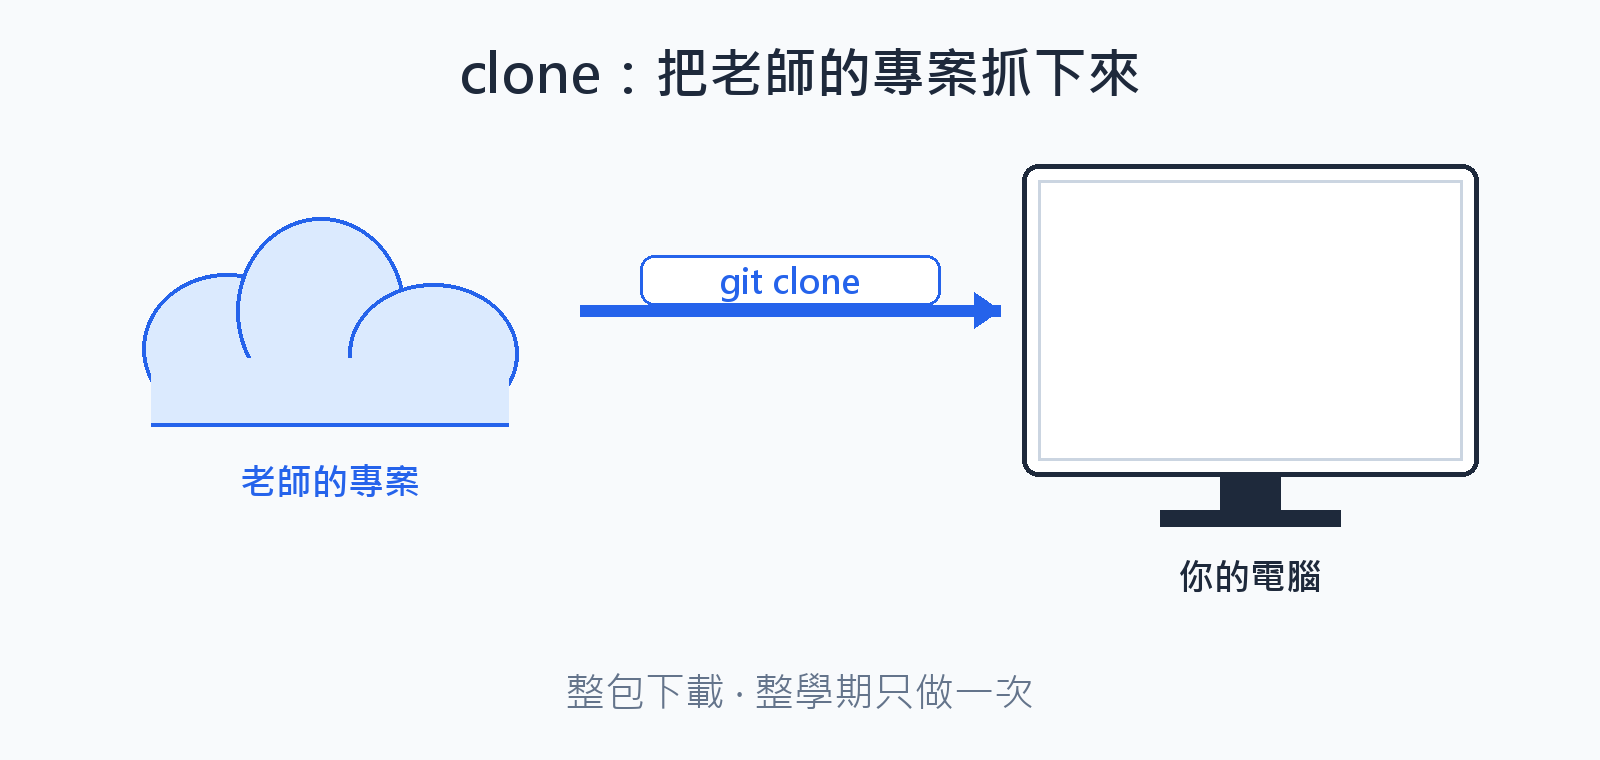 clone：把老師的專案抓下來
git clone
老師的專案
你的電腦
整包下載 · 整學期只做一次